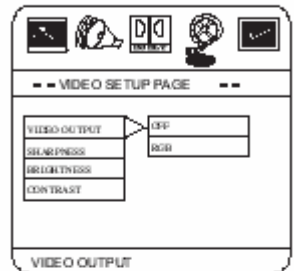 - - VIDEO SETUP PAGE - -
VIDEO OUTPUT
OFF
SHARPNESS
RGB
BRIGHTNESS
CONTRAST
VIDEO OUTPUT